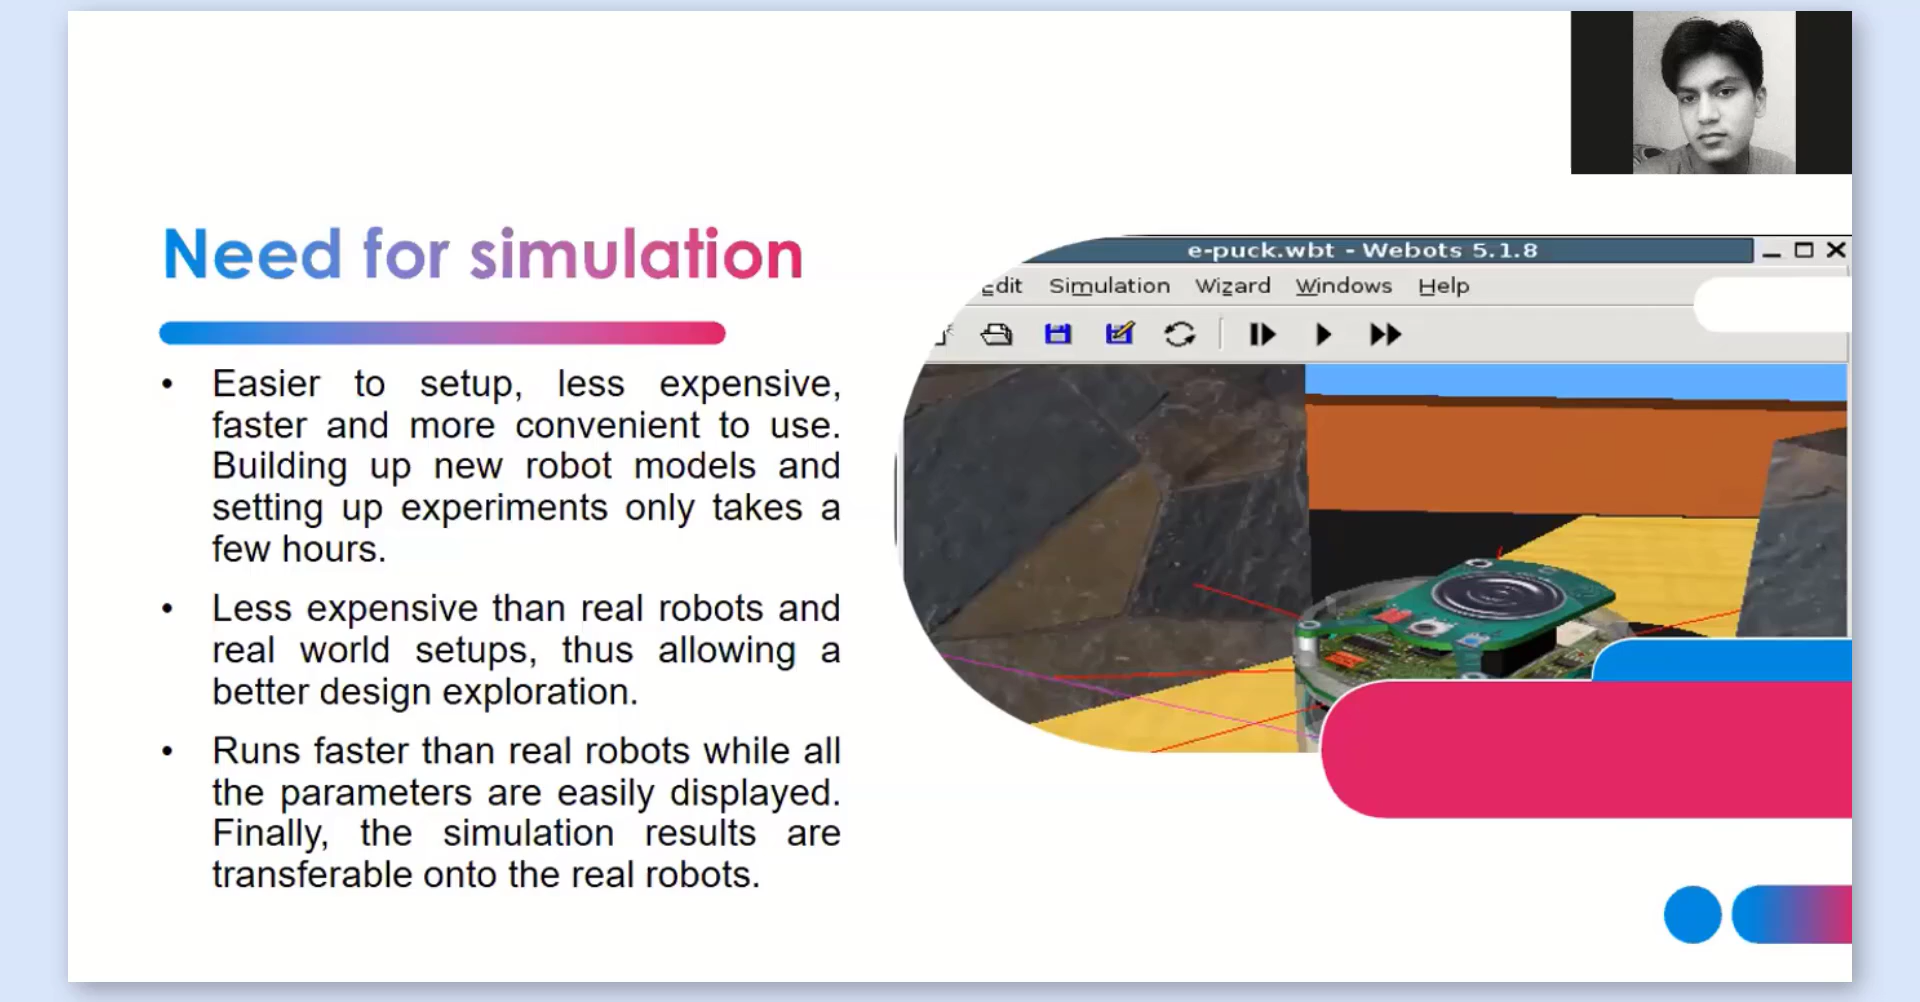 Need for simulation
• Easier to setup, less expensive,
faster and more convenient to use.
Building up new robot models and
setting up experiments only takes a
few hours.
• Less expensive than real robots and
real world setups, thus allowing a
better design exploration.
• Runs faster than real robots while all
the parameters are easily displayed.
Finally, the simulation results are
transferable onto the real robots.
e-puck.wbt - Webots 5.1.8
Edit Simulation Wizard Windows Help